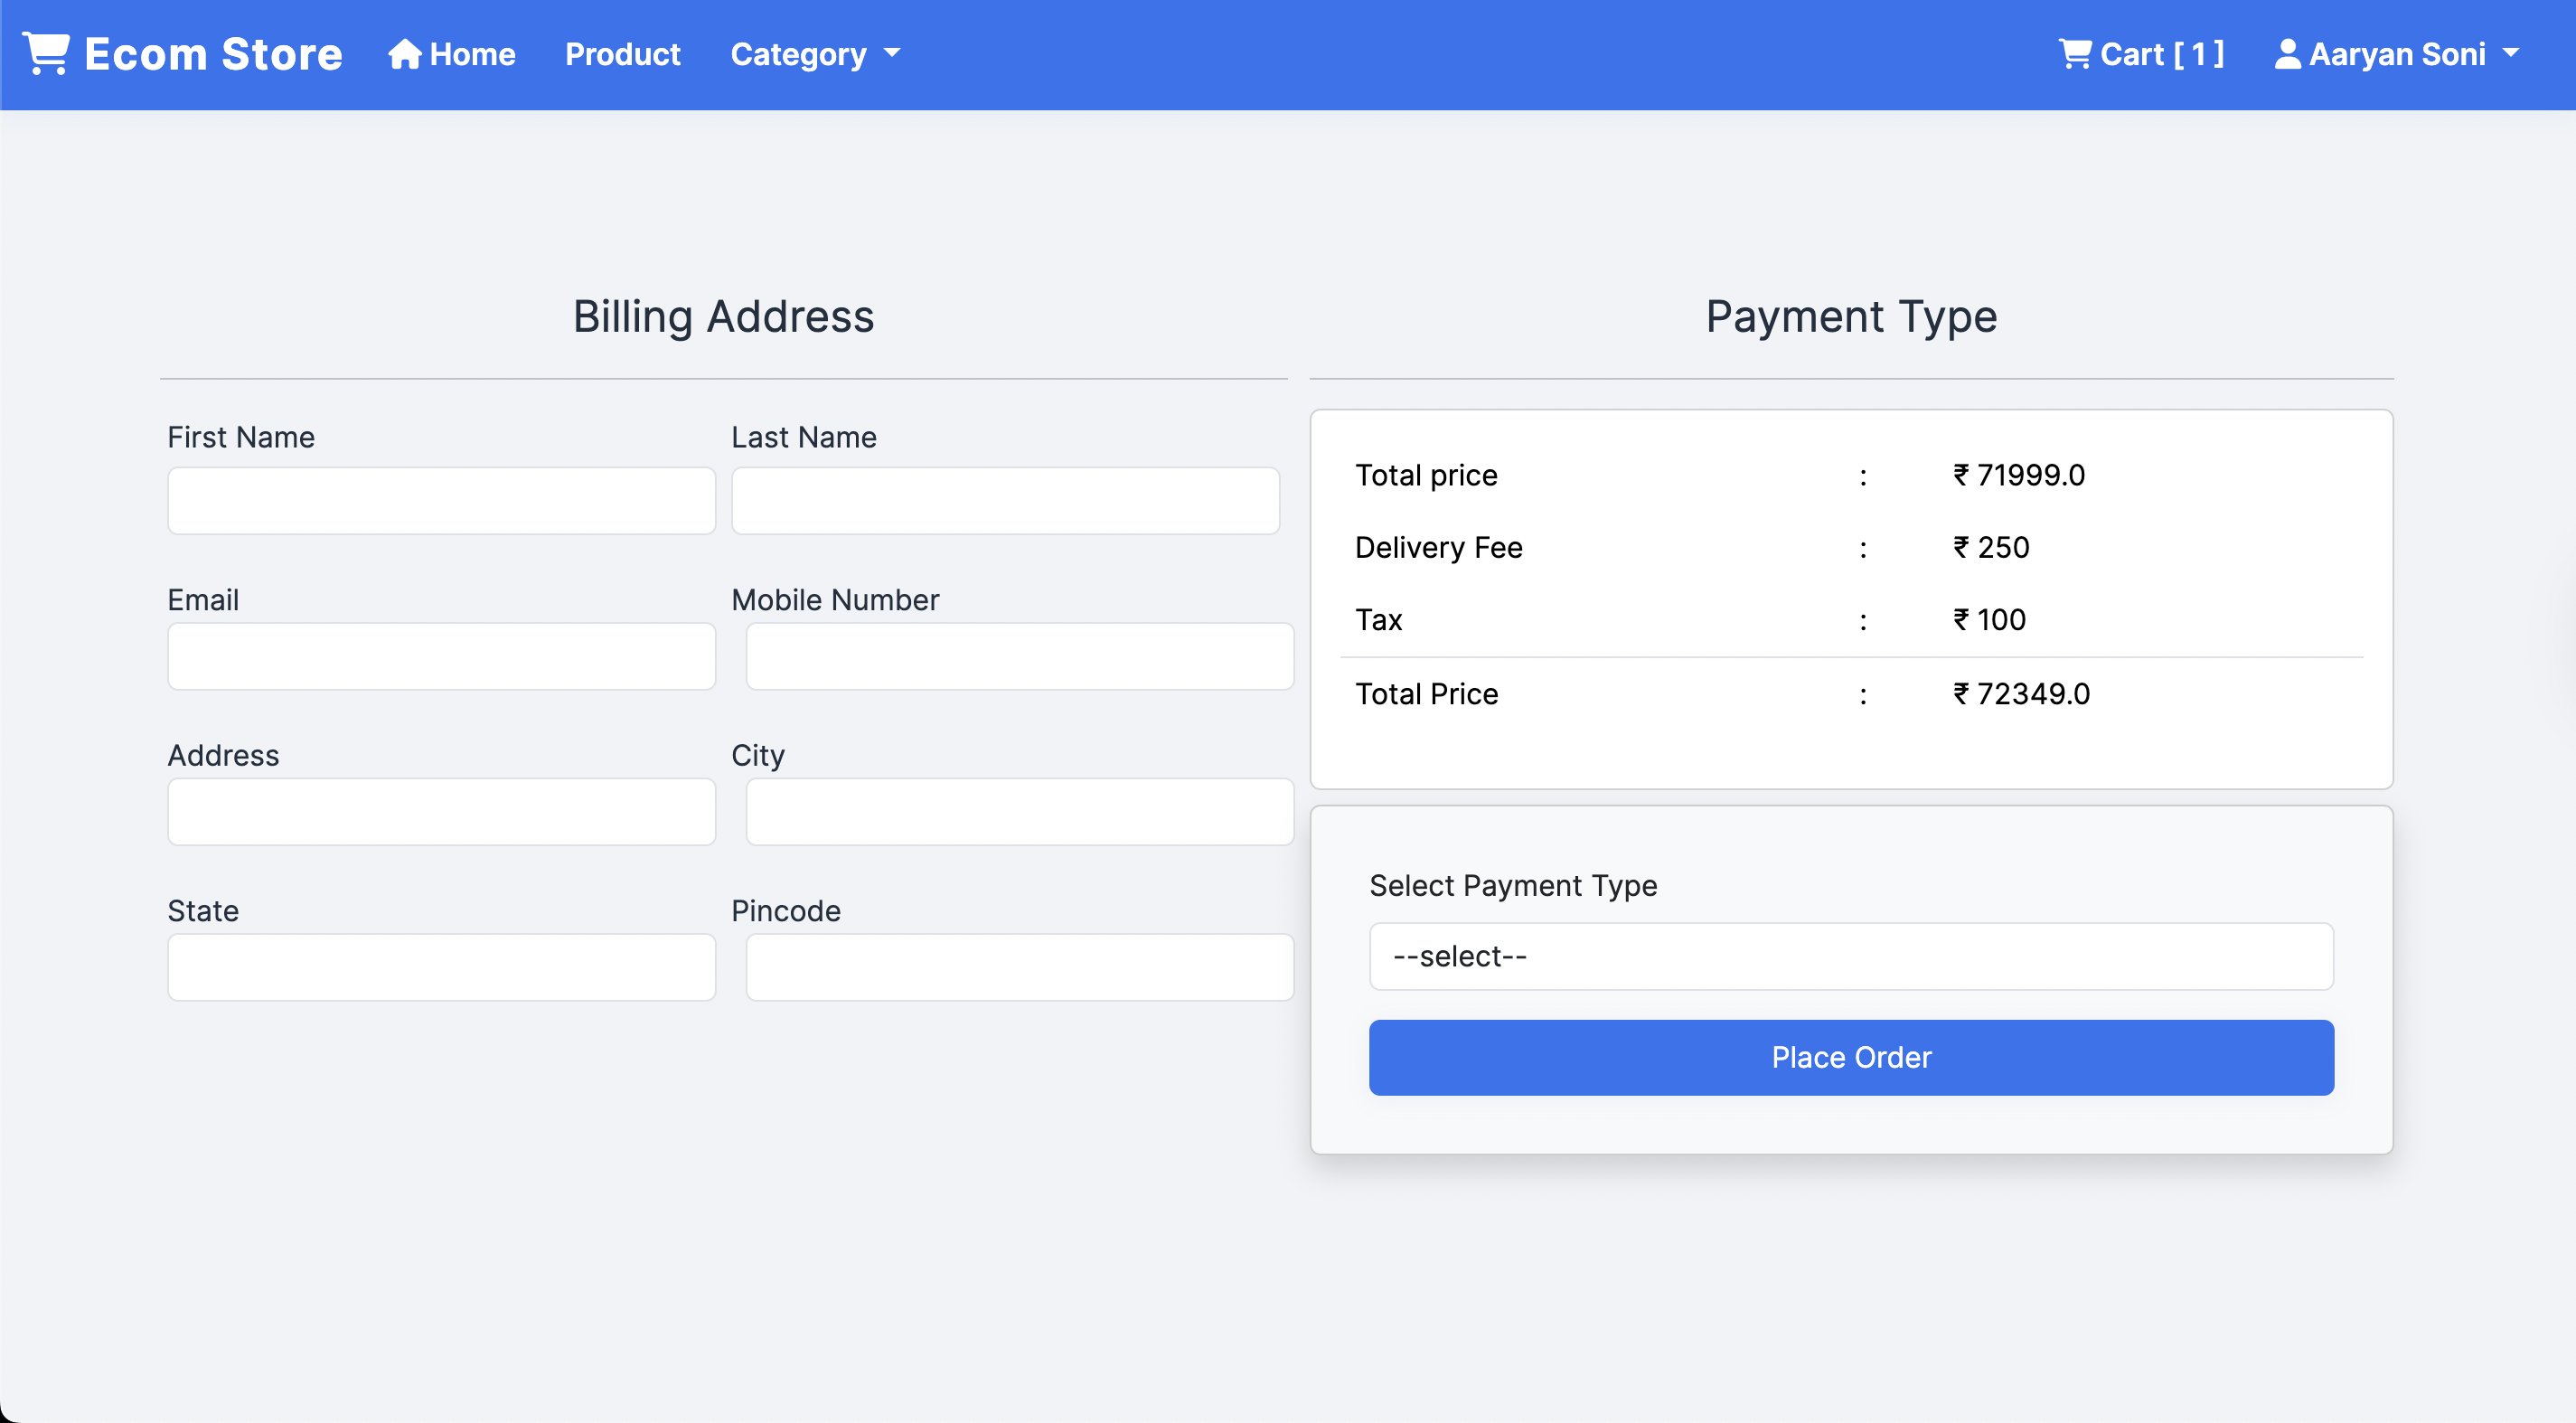 Ecom Store Home Product Category Cart [ 1 ] Aaryan Soni
Billing Address
First Name Last Name
Email Mobile Number
Address City
State Pincode
Payment Type
Total price : ₹ 71999.0
Delivery Fee : ₹ 250
Tax : ₹ 100
Total Price : ₹ 72349.0
Select Payment Type
--select--
Place Order